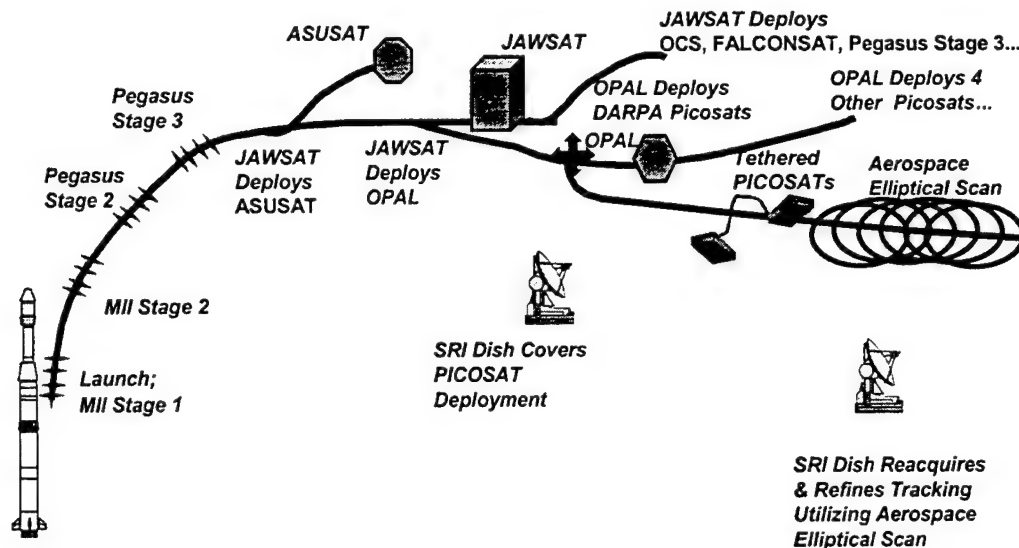 ASUSAT
JAWSAT
JAWSAT Deploys
OCS, FALCONSAT, Pegasus Stage 3...
OPAL Deploys
DARPA Picosats
OPAL Deploys 4
Other Picosats...
Pegasus
Stage 3
JAWSAT
Deploys
ASUSAT
JAWSAT
Deploys
OPAL
OPAL
Tethered
PICOSATs
Aerospace
Elliptical Scan
Pegasus
Stage 2
MII Stage 2
Launch;
MII Stage 1
SRI Dish Covers
PICOSAT
Deployment
SRI Dish Reacquires
& Refines Tracking
Utilizing Aerospace
Elliptical Scan